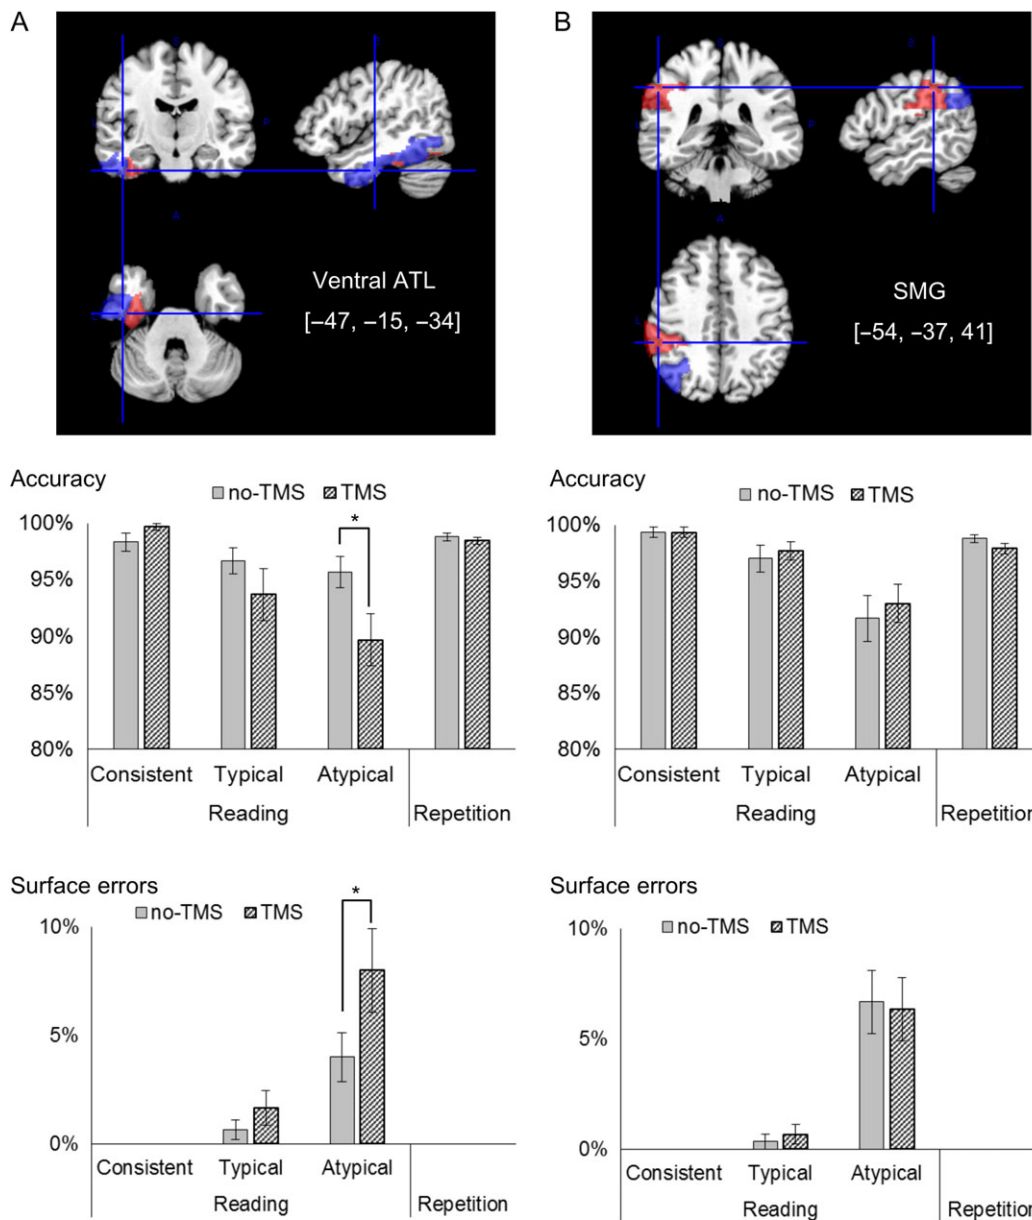 A
Ventral ATL
[–47, –15, –34]
Accuracy
no-TMS TMS
100%
95%
90%
85%
80%
*
Consistent Typical Atypical
Reading Repetition
Surface errors
no-TMS TMS
10%
5%
0%
*
Consistent Typical Atypical
Reading Repetition
B
SMG
[–54, –37, 41]
Accuracy
no-TMS TMS
100%
95%
90%
85%
80%
Consistent Typical Atypical
Reading Repetition
Surface errors
no-TMS TMS
10%
5%
0%
Consistent Typical Atypical
Reading Repetition